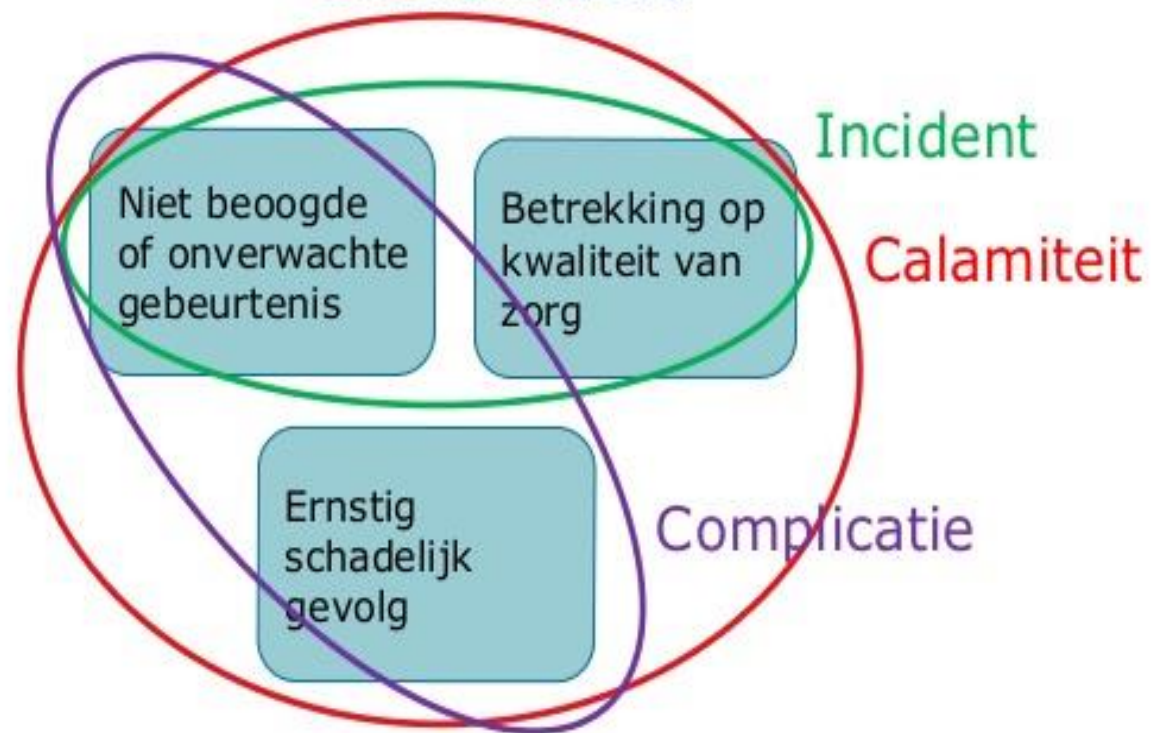 Incident
Calamiteit
Niet beoogde
of onverwachte
gebeurtenis
Betrekking op
kwaliteit van
zorg
Ernstig
schadelijk
gevolg
Complicatie